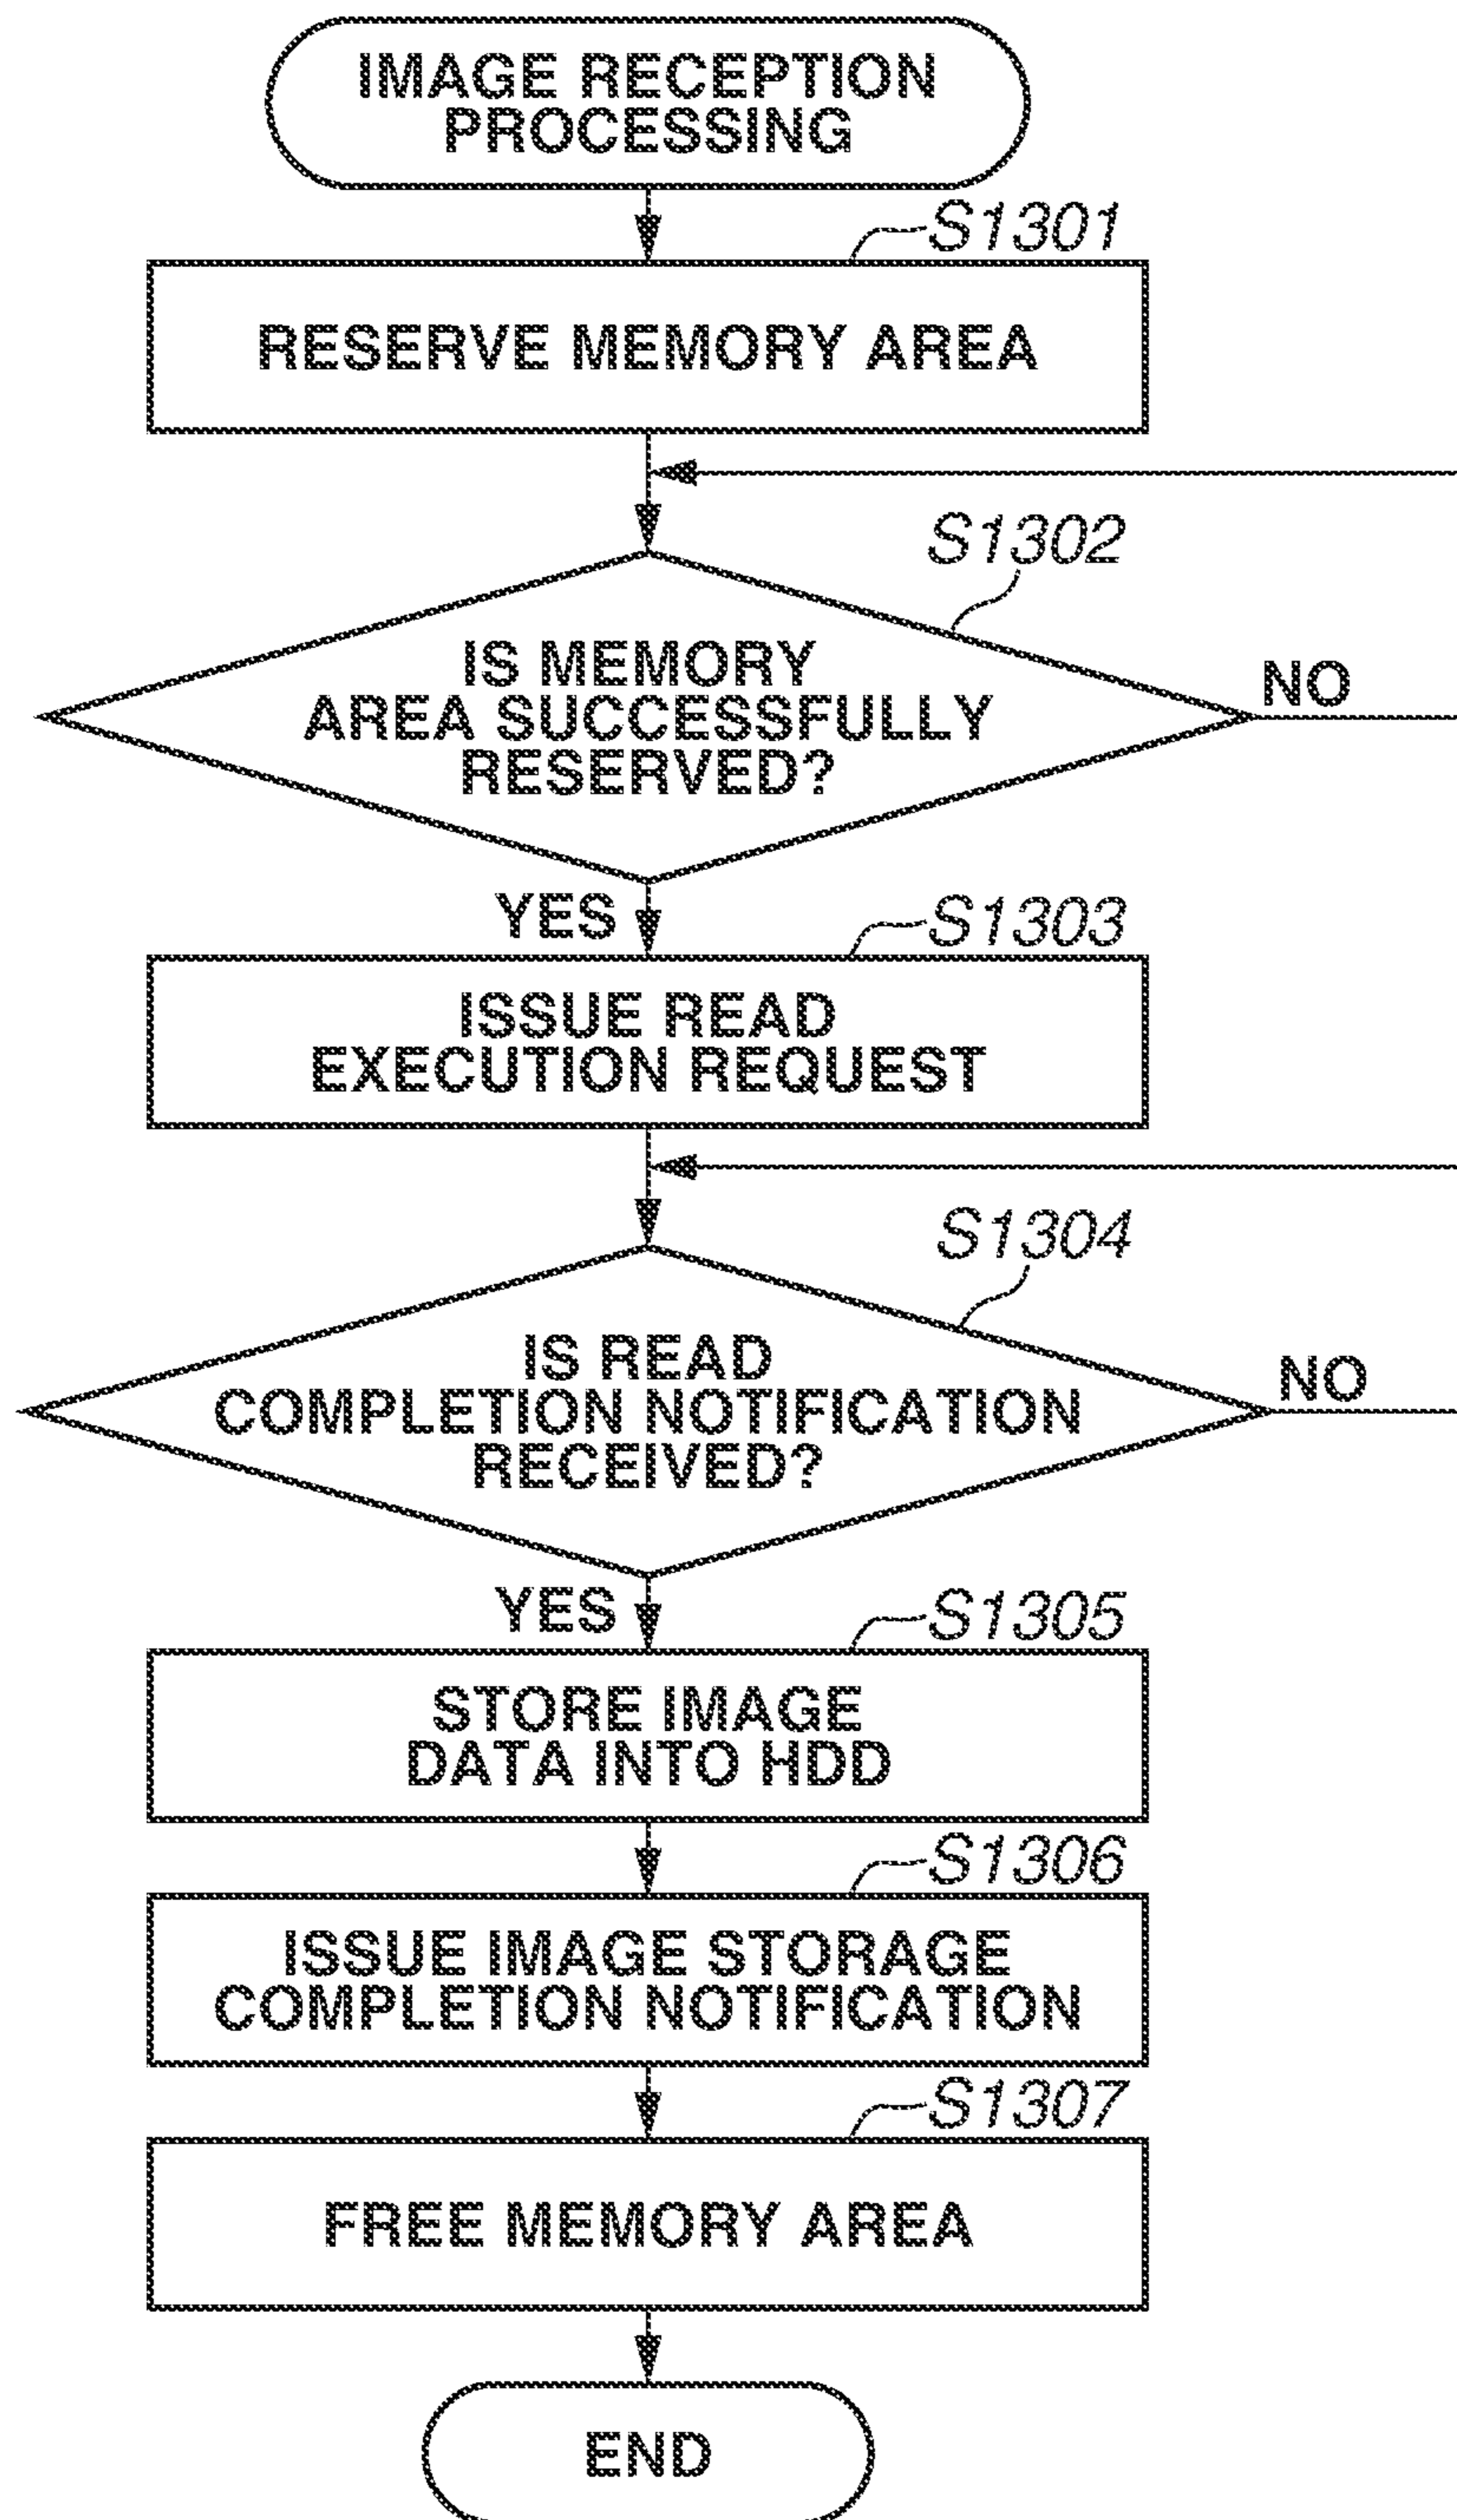 IMAGE RECEPTION
PROCESSING
S1301
RESERVE MEMORY AREA
S1302
IS MEMORY
AREA SUCCESSFULLY
RESERVED?
NO
YES
S1303
ISSUE READ
EXECUTION REQUEST
S1304
IS READ
COMPLETION NOTIFICATION
RECEIVED?
NO
YES
S1305
STORE IMAGE
DATA INTO HDD
S1306
ISSUE IMAGE STORAGE
COMPLETION NOTIFICATION
S1307
FREE MEMORY AREA
END